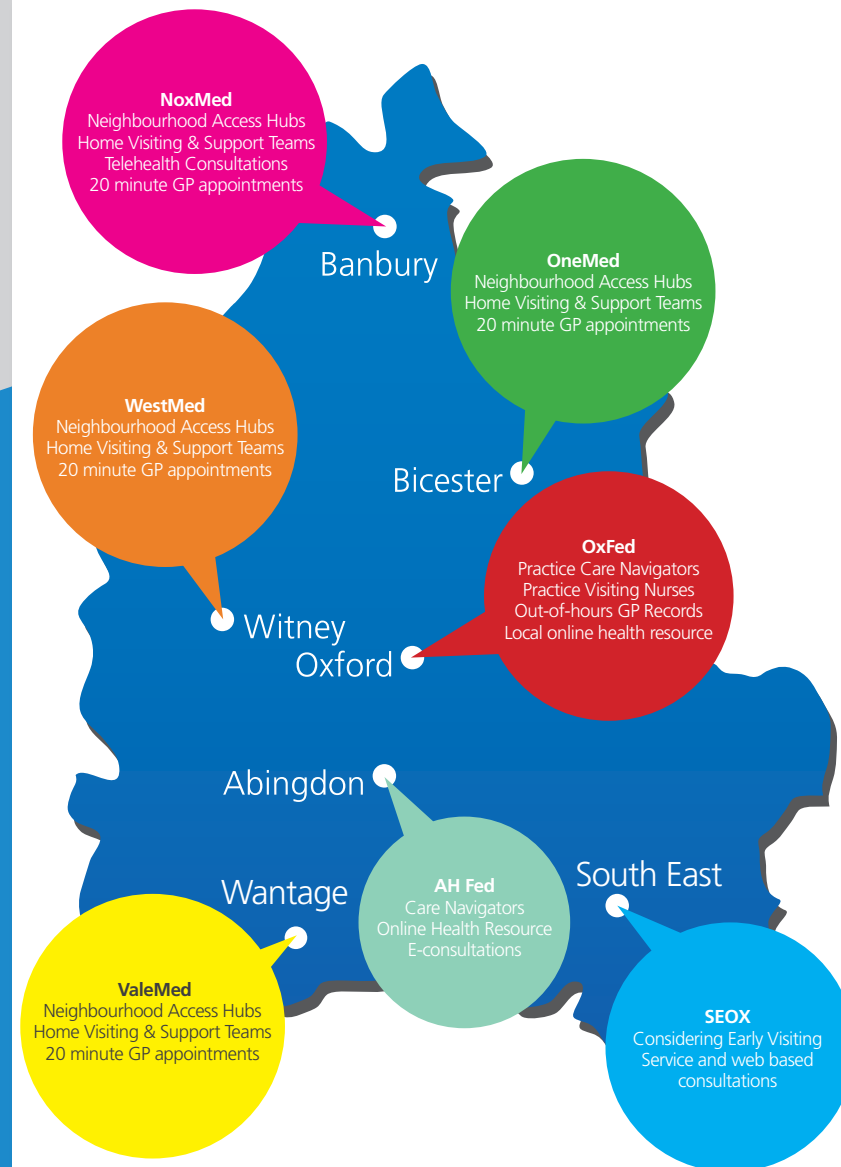 NoxMed
Neighbourhood Access Hubs
Home Visiting & Support Teams
Telehealth Consultations
20 minute GP appointments
Banbury
OneMed
Neighbourhood Access Hubs
Home Visiting & Support Teams
20 minute GP appointments
WestMed
Neighbourhood Access Hubs
Home Visiting & Support Teams
20 minute GP appointments
Bicester
OxFed
Practice Care Navigators
Practice Visiting Nurses
Out-of-hours GP Records
Local online health resource
Witney
Oxford
Abingdon
Wantage
AH Fed
Care Navigators
Online Health Resource
E-consultations
South East
ValeMed
Neighbourhood Access Hubs
Home Visiting & Support Teams
20 minute GP appointments
SEOX
Considering Early Visiting
Service and web based
consultations